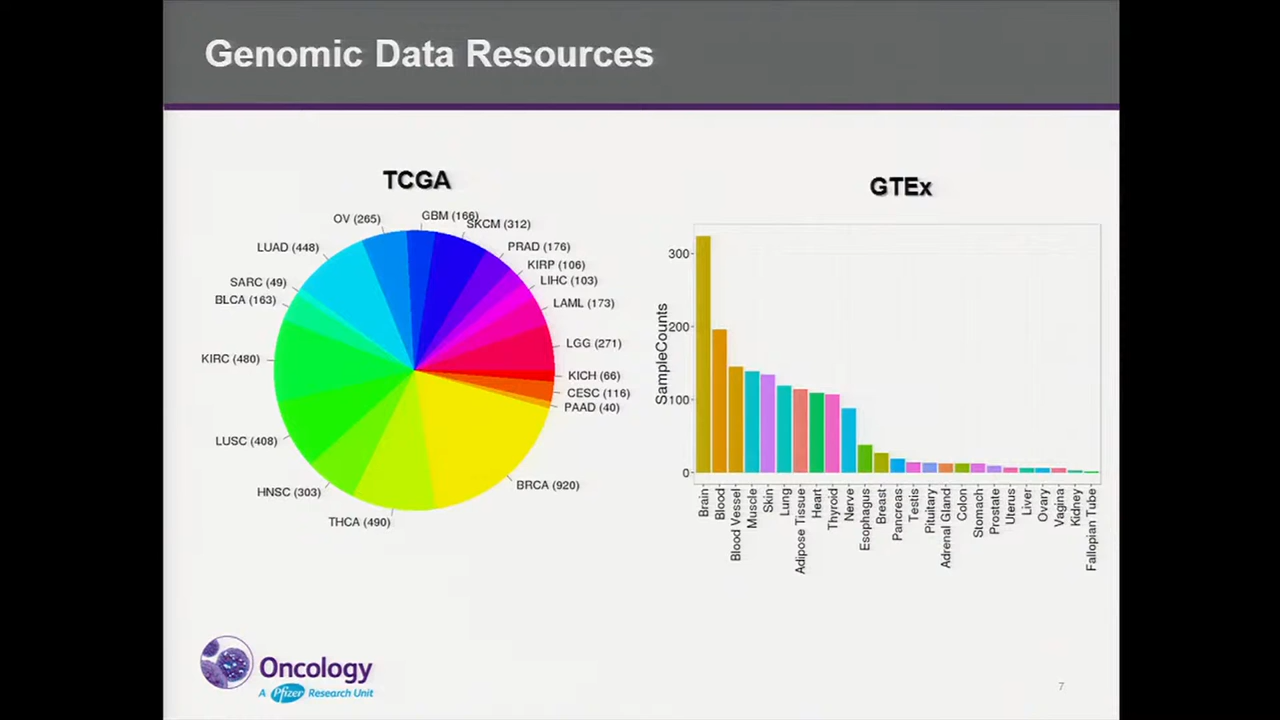 Genomic Data Resources
TCGA
OV (265)
GBM (166)
SKCM (312)
LUAD (448)
PRAD (176)
KIRP (106)
SARC (49)
LIHC (103)
BLCA (163)
LAML (173)
KIRC (480)
LGG (271)
KICH (66)
CESC (116)
PAAD (40)
LUSC (408)
HNSC (303)
BRCA (920)
THCA (490)
GTEx
SampleCounts
300
200
100
0
Brain
Blood
Blood Vessel
Muscle
Skin
Lung
Adipose Tissue
Heart
Thyroid
Nerve
Esophagus
Breast
Pancreas
Testis
Pituitary
Adrenal Gland
Colon
Stomach
Prostate
Uterus
Liver
Ovary
Vagina
Kidney
Fallopian Tube
Oncology
A Pfizer Research Unit
7